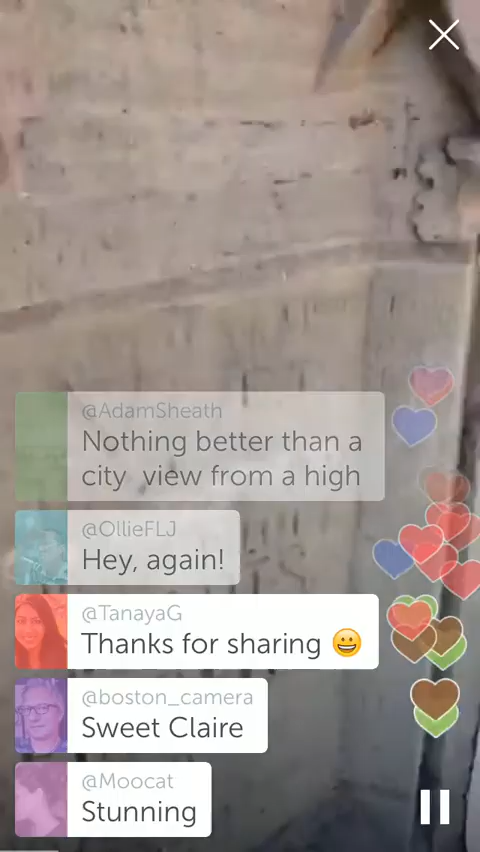 @AdamSheath
Nothing better than a
city view from a high
@OllieFLJ
Hey, again!
@TanayaG
Thanks for sharing 😀
@boston_camera
Sweet Claire
@Moocat
Stunning